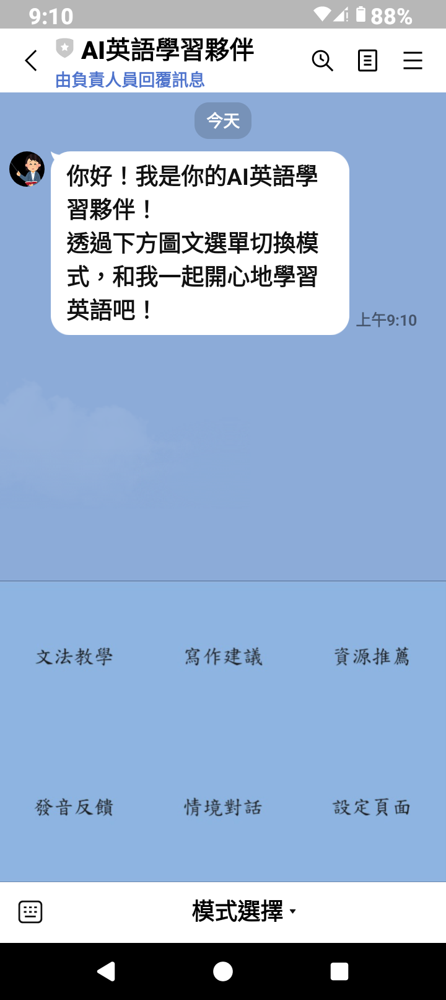 9:10
88%
AI英語學習夥伴
由負責人員回覆訊息
今天
你好！我是你的AI英語學
習夥伴！
透過下方圖文選單切換模
式，和我一起開心地學習
英語吧！
上午9:10
文法教學 寫作建議 資源推薦
發音反饋 情境對話 設定頁面
模式選擇